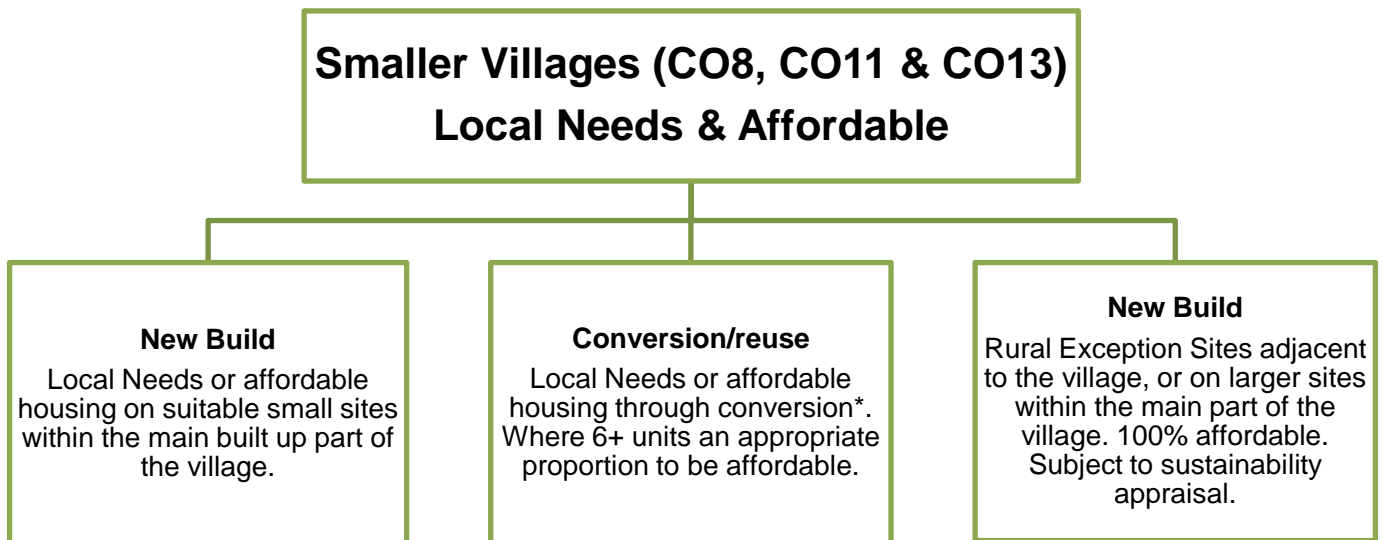 Smaller Villages (CO8, CO11 & CO13)
Local Needs & Affordable
New Build
Local Needs or affordable
housing on suitable small sites
within the main built up part of
the village.
Conversion/reuse
Local Needs or affordable
housing through conversion*.
Where 6+ units an appropriate
proportion to be affordable.
New Build
Rural Exception Sites adjacent
to the village, or on larger sites
within the main part of the
village. 100% affordable.
Subject to sustainability
appraisal.